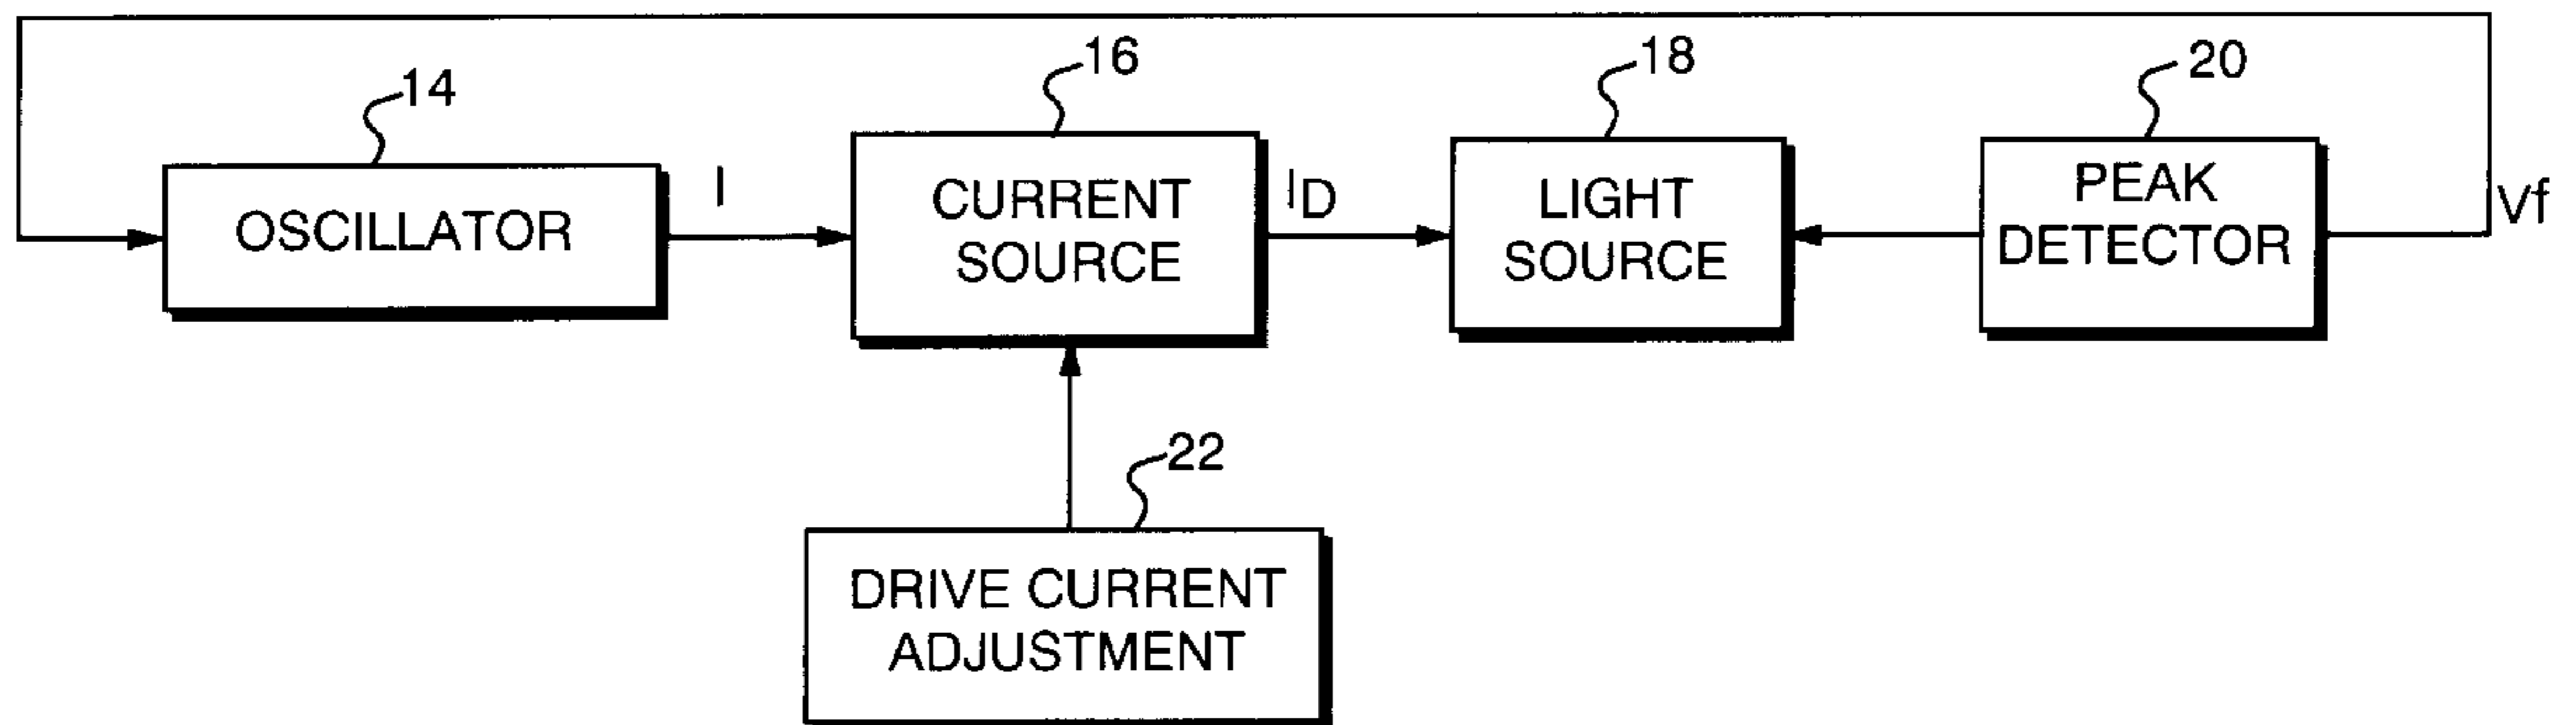 14
16
18
20
OSCILLATOR
I
CURRENT
SOURCE
ID
LIGHT
SOURCE
PEAK
DETECTOR
Vf
22
DRIVE CURRENT
ADJUSTMENT